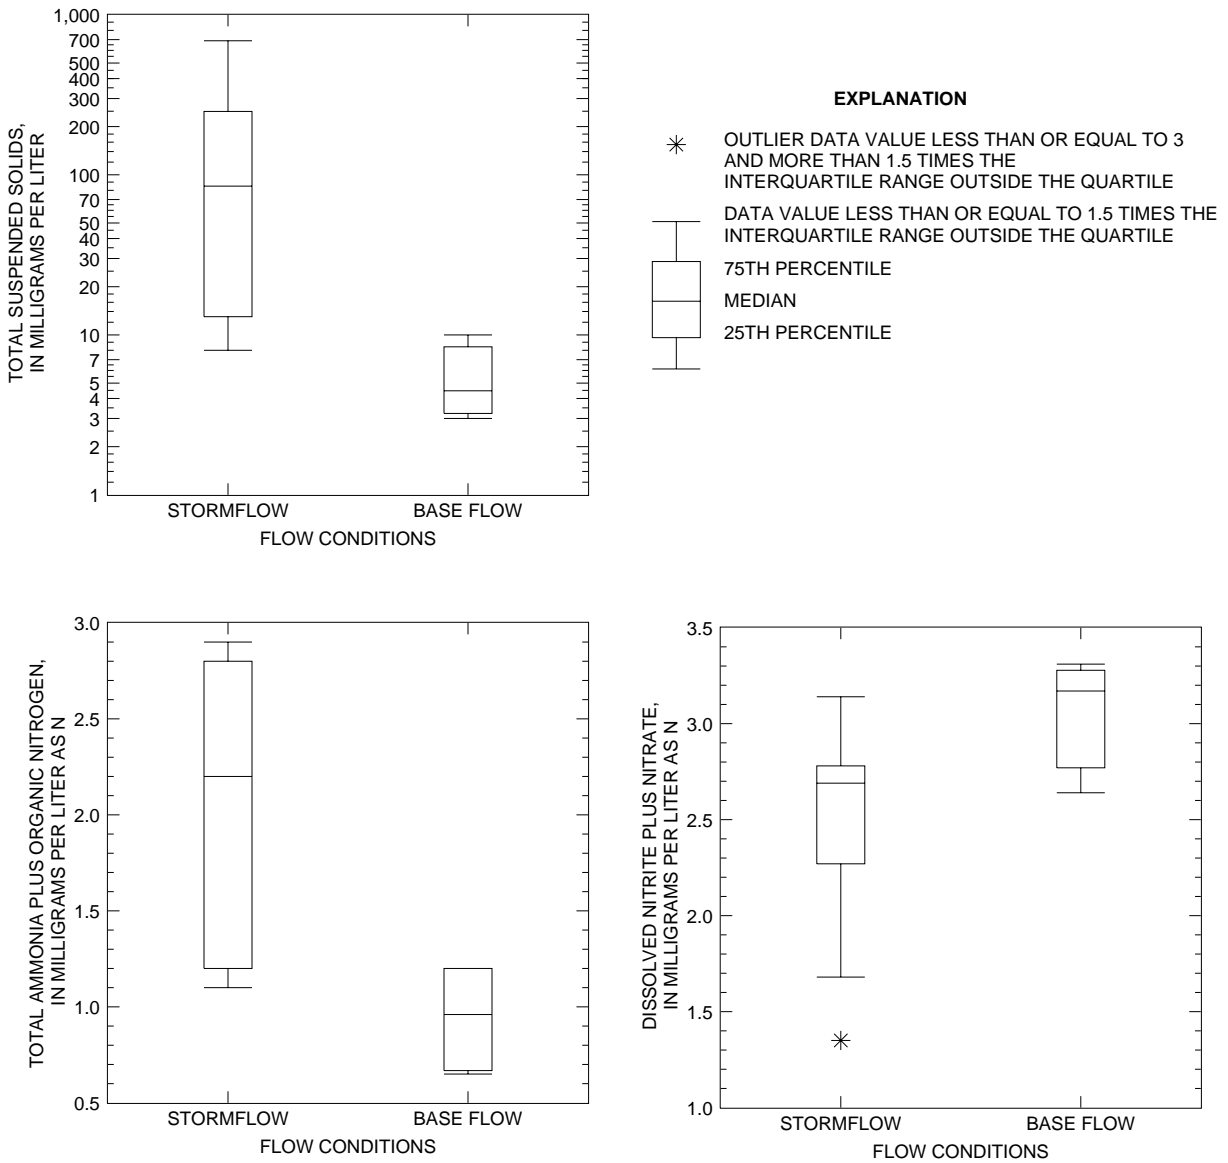 TOTAL SUSPENDED SOLIDS,
IN MILLIGRAMS PER LITER
1,000
700
500
400
300
200
100
70
50
40
30
20
10
7
5
4
3
2
1
STORMFLOW
BASE FLOW
FLOW CONDITIONS
EXPLANATION
OUTLIER DATA VALUE LESS THAN OR EQUAL TO 3
AND MORE THAN 1.5 TIMES THE
INTERQUARTILE RANGE OUTSIDE THE QUARTILE
DATA VALUE LESS THAN OR EQUAL TO 1.5 TIMES THE
INTERQUARTILE RANGE OUTSIDE THE QUARTILE
75TH PERCENTILE
MEDIAN
25TH PERCENTILE
TOTAL AMMONIA PLUS ORGANIC NITROGEN,
IN MILLIGRAMS PER LITER AS N
3.0
2.5
2.0
1.5
1.0
0.5
STORMFLOW
BASE FLOW
FLOW CONDITIONS
DISSOLVED NITRITE PLUS NITRATE,
IN MILLIGRAMS PER LITER AS N
3.5
3.0
2.5
2.0
1.5
1.0
STORMFLOW
BASE FLOW
FLOW CONDITIONS